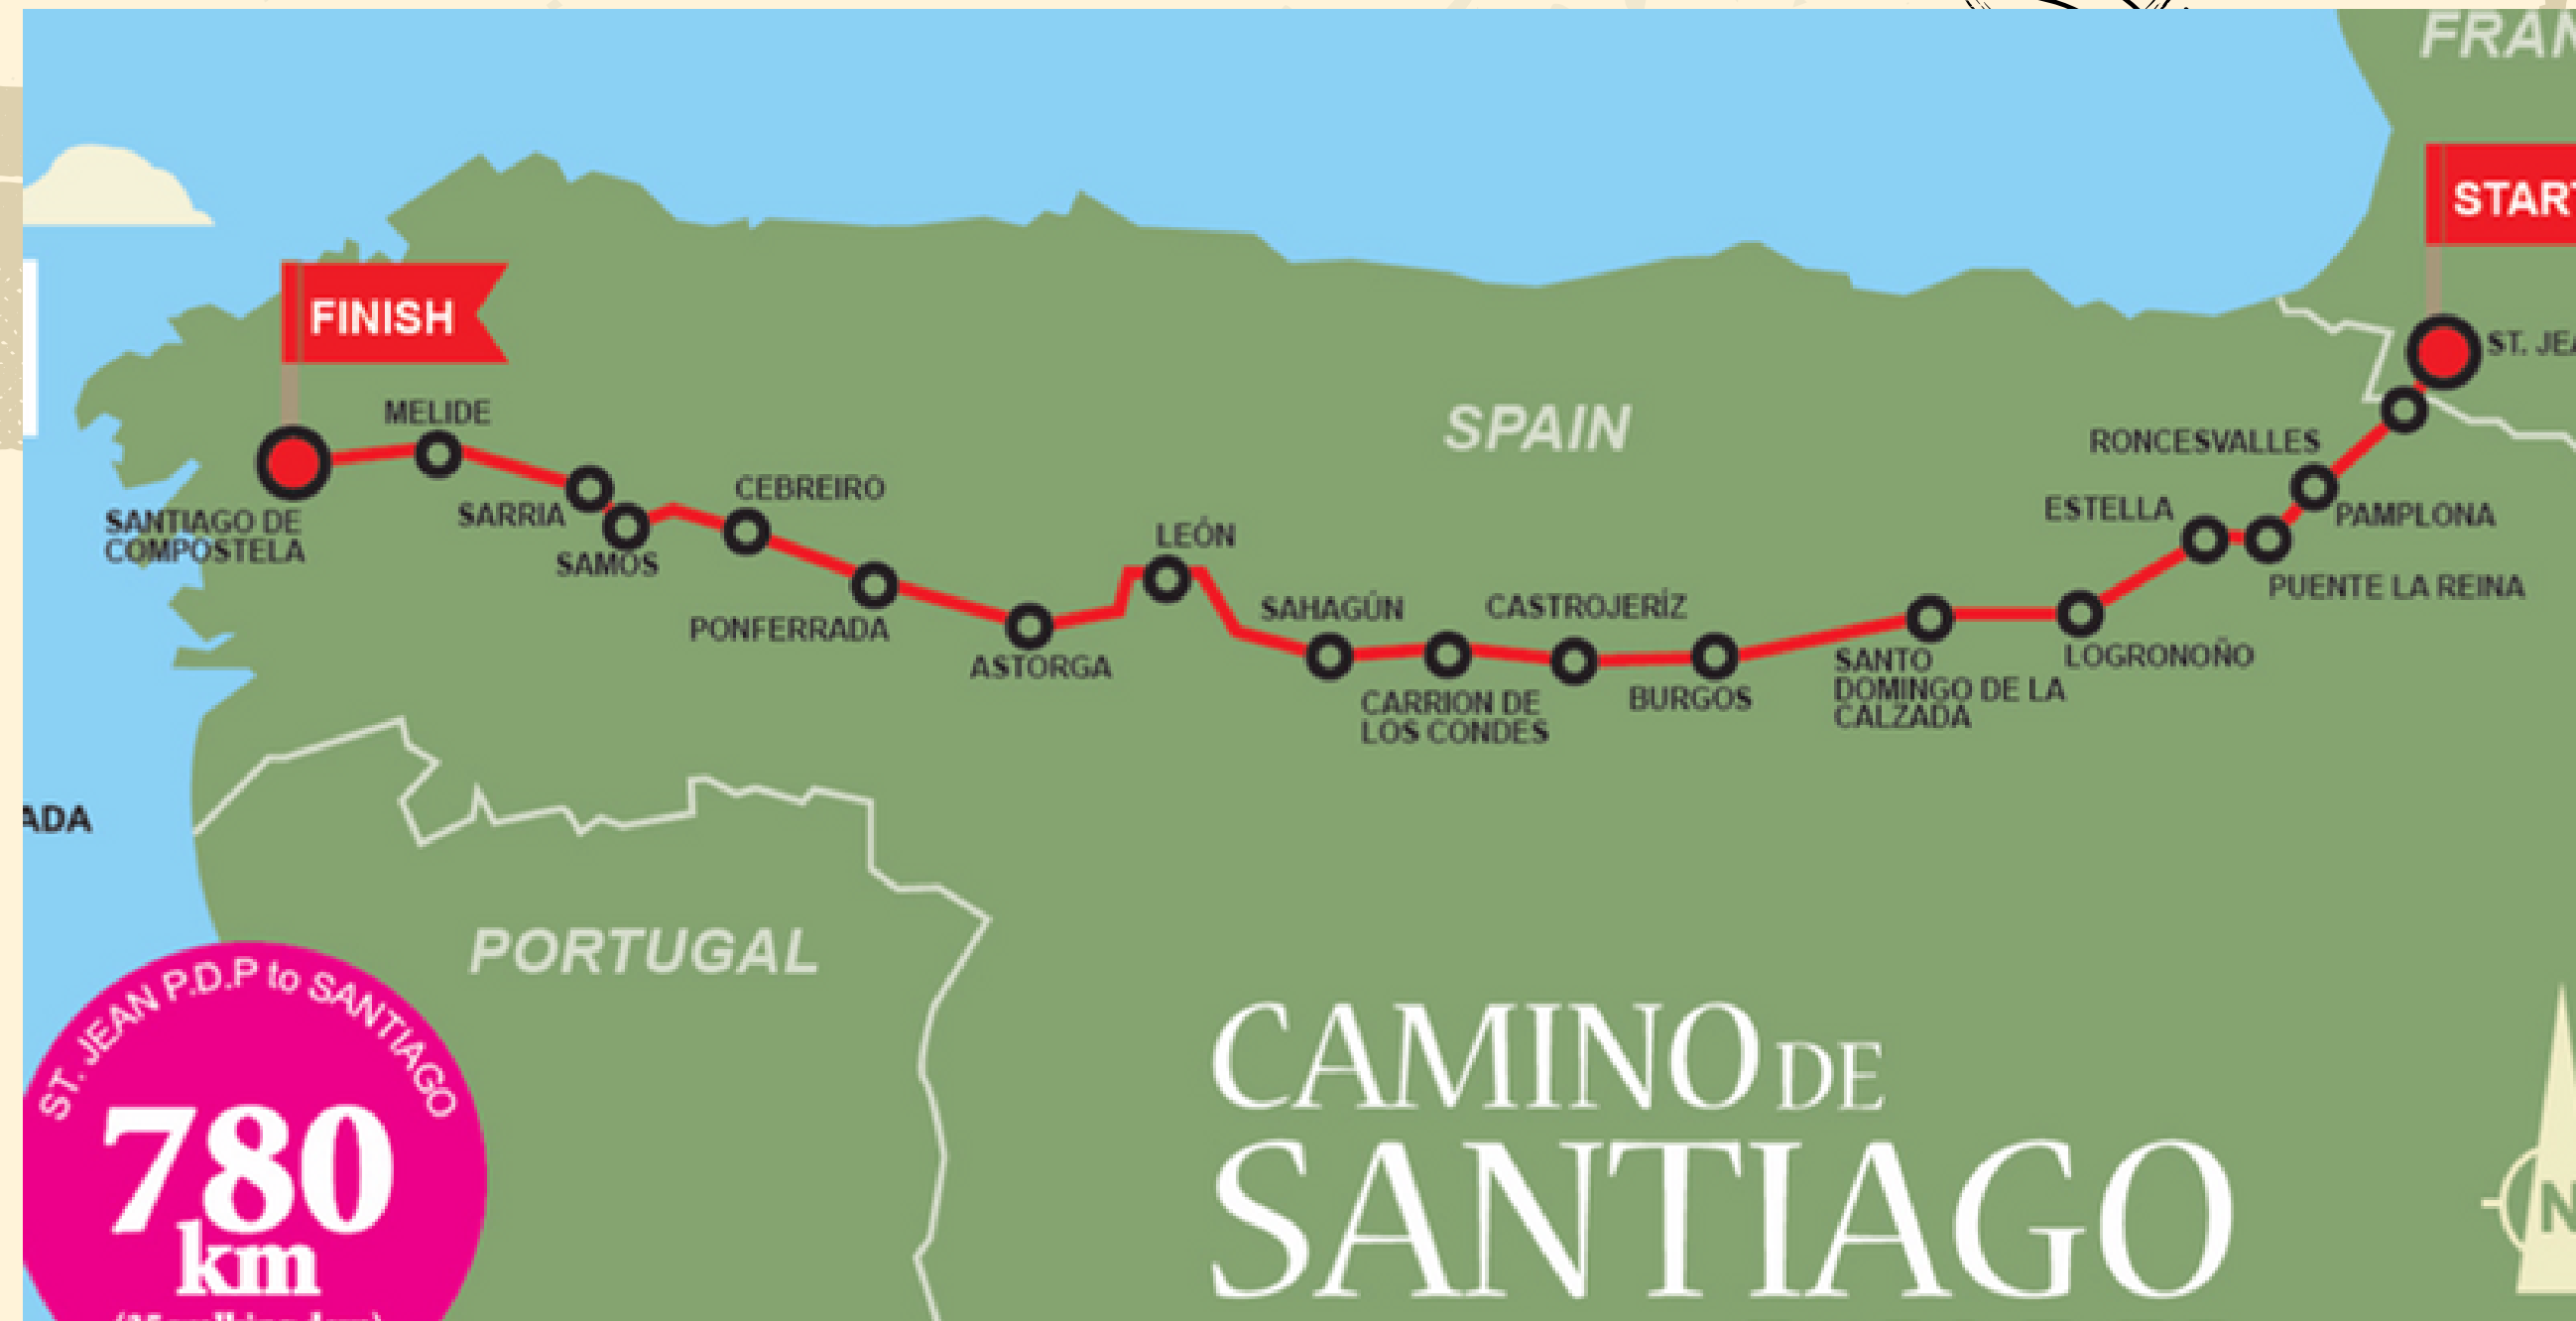 FRAN
START
FINISH
ST. JEA
MELIDE
SPAIN
RONCESVALLES
CEBREIRO
SARRIA
ESTELLA
PAMPLONA
SANTIAGO DE
COMPOSTELA
LEÓN
SAMOS
PUENTE LA REINA
SAHAGÚN
CASTROJERÍZ
PONFERRADA
ASTORGA
SANTO
DOMINGO DE LA
CALZADA
LOGRONOÑO
CARRION DE
LOS CONDES
BURGOS
ADA
PORTUGAL
ST. JEAN P.D.P to SANTIAGO
780
km
CAMINO DE
SANTIAGO
N